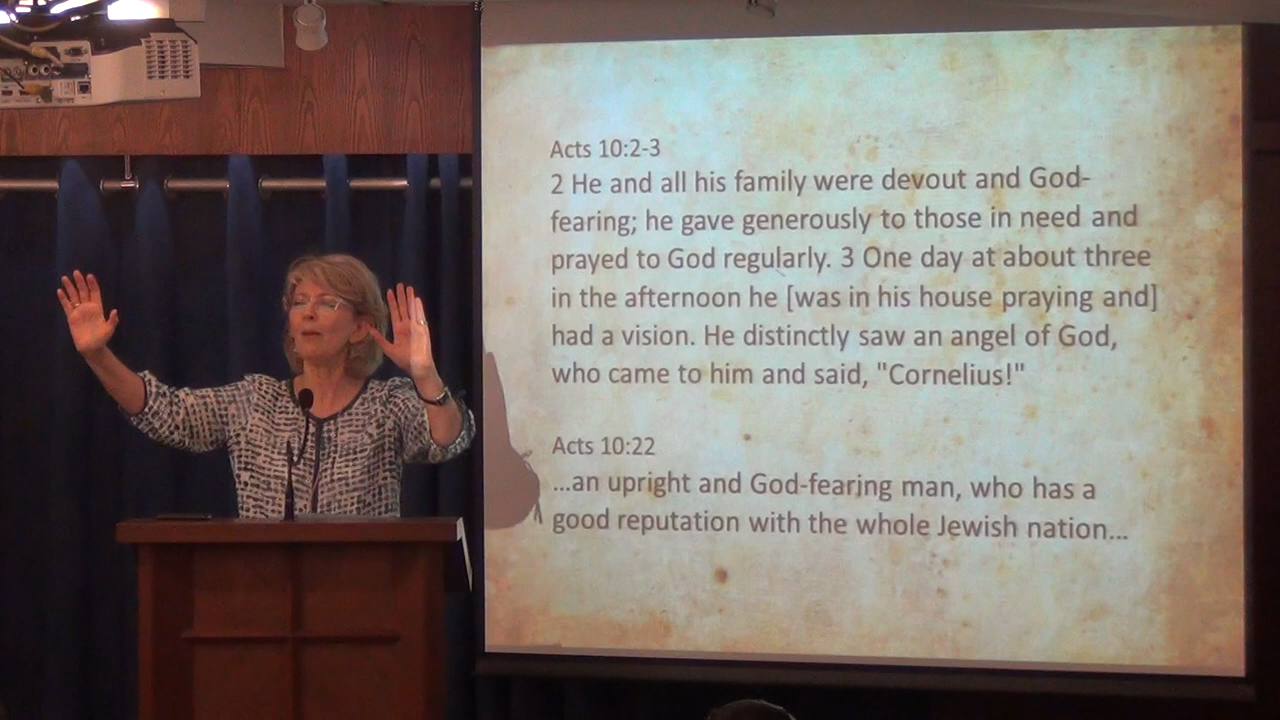 Acts 10:2-3
2 He and all his family were devout and God-
fearing; he gave generously to those in need and
prayed to God regularly. 3 One day at about three
in the afternoon he [was in his house praying and]
had a vision. He distinctly saw an angel of God,
who came to him and said, "Cornelius!"
Acts 10:22
...an upright and God-fearing man, who has a
good reputation with the whole Jewish nation...